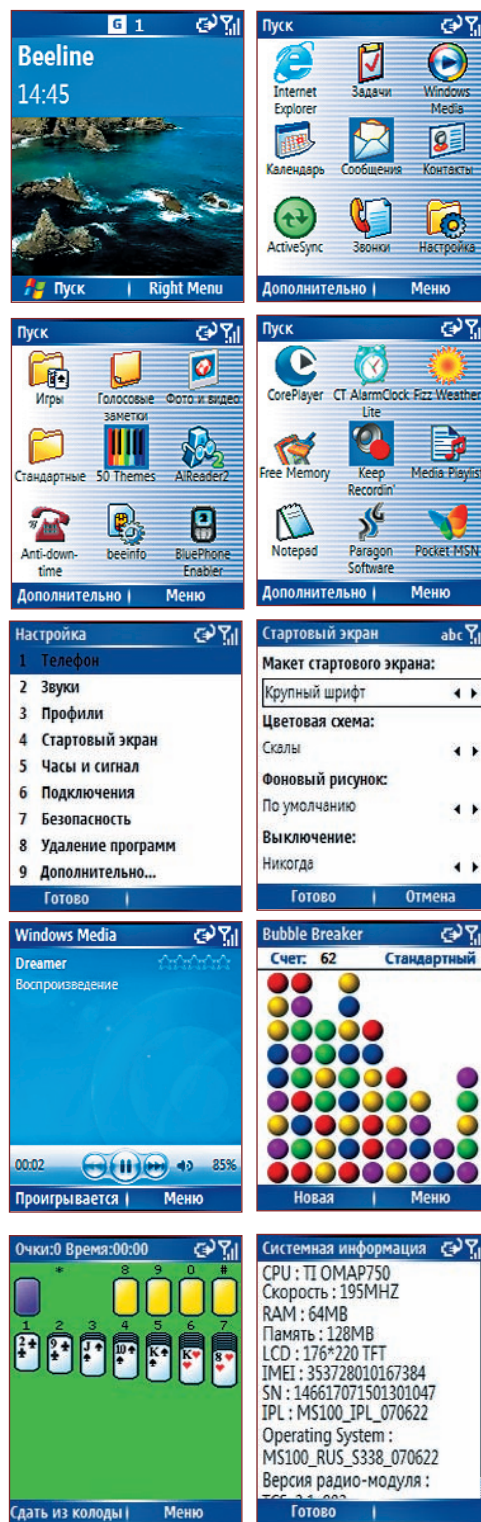 G 1
Beeline
14:45
Пуск
Right Menu
Пуск
Internet Explorer
Задачи
Windows Media
Календарь
Сообщения
Контакты
ActiveSync
Звонки
Настройка
Дополнительно
Меню
Пуск
Игры
Голосовые заметки
Фото и видео
Стандартные
50 Themes
AlReader2
Anti-down-
time
beeinfo
BluePhone Enabler
Дополнительно
Меню
Пуск
CorePlayer
CT AlarmClock Lite
Fizz Weather
Free Memory
Keep Recordin'
Media Playlis
Notepad
Paragon Software
Pocket MSN
Дополнительно
Меню
Настройка
1 Телефон
2 Звуки
3 Профили
4 Стартовый экран
5 Часы и сигнал
6 Подключения
7 Безопасность
8 Удаление программ
9 Дополнительно...
Готово
Стартовый экран abc
Макет стартового экрана:
Крупный шрифт
Цветовая схема:
Скалы
Фоновый рисунок:
По умолчанию
Выключение:
Никогда
Готово
Отмена
Windows Media
Dreamer
Воспроизведение
00:02
85%
Проигрывается
Меню
Bubble Breaker
Счет: 62
Стандартный
Новая
Меню
Очки:0 Время:00:00
* 8 9 0 #
1 2 3 4 5 6 7
2 9 J 10 K K 8
Сдать из колоды
Меню
Системная информация
CPU : TI OMAP750
Скорость : 195MHZ
RAM : 64MB
Память : 128MB
LCD : 176*220 TFT
IMEI : 353728010167384
SN : 146617071501301047
IPL : MS100_IPL_070622
Operating System :
MS100_RUS_S338_070622
Версия радио-модуля :
Готово